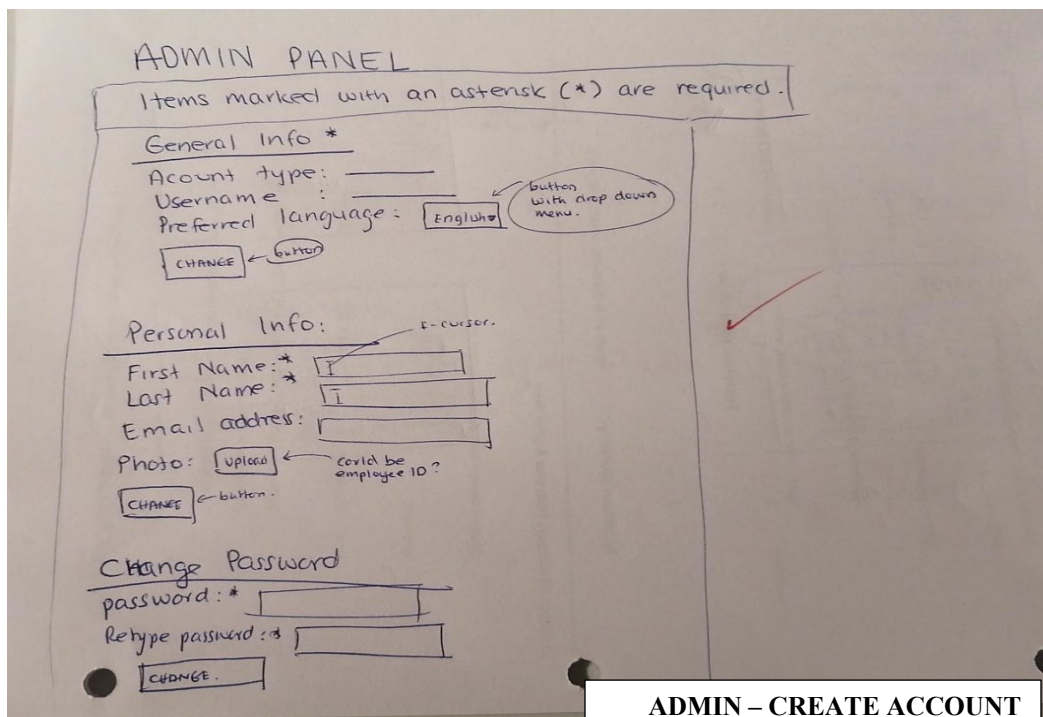 ADMIN PANEL
Items marked with an asterisk (*) are required.
General Info *
Acount type:
Username :
Preferred language: English
button
with drop down
menu.
CHANGE
button
Personal Info:
I-cursor.
First Name:*
Last Name:*
Email address:
Photo: Upload
could be
employee ID?
CHANGE
button.
Change Password
password:*
Retype password:*
CHANGE.
ADMIN – CREATE ACCOUNT